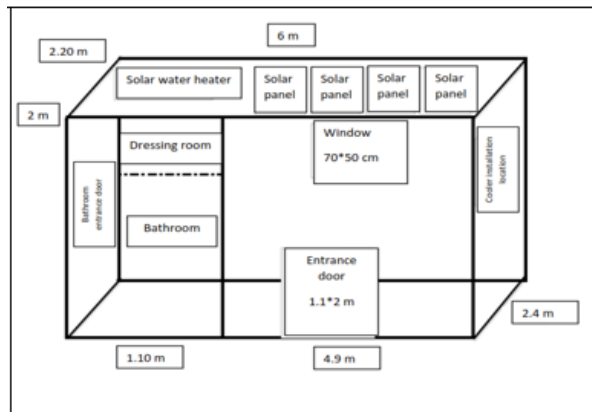 6 m
2.20 m
Solar water heater
Solar
panel
Solar
panel
Solar
panel
Solar
panel
2 m
Dressing room
Window
70*50 cm
Bathroom
entrance door
Cooler installation
location
Bathroom
Entrance
door
1.1*2 m
2.4 m
1.10 m
4.9 m